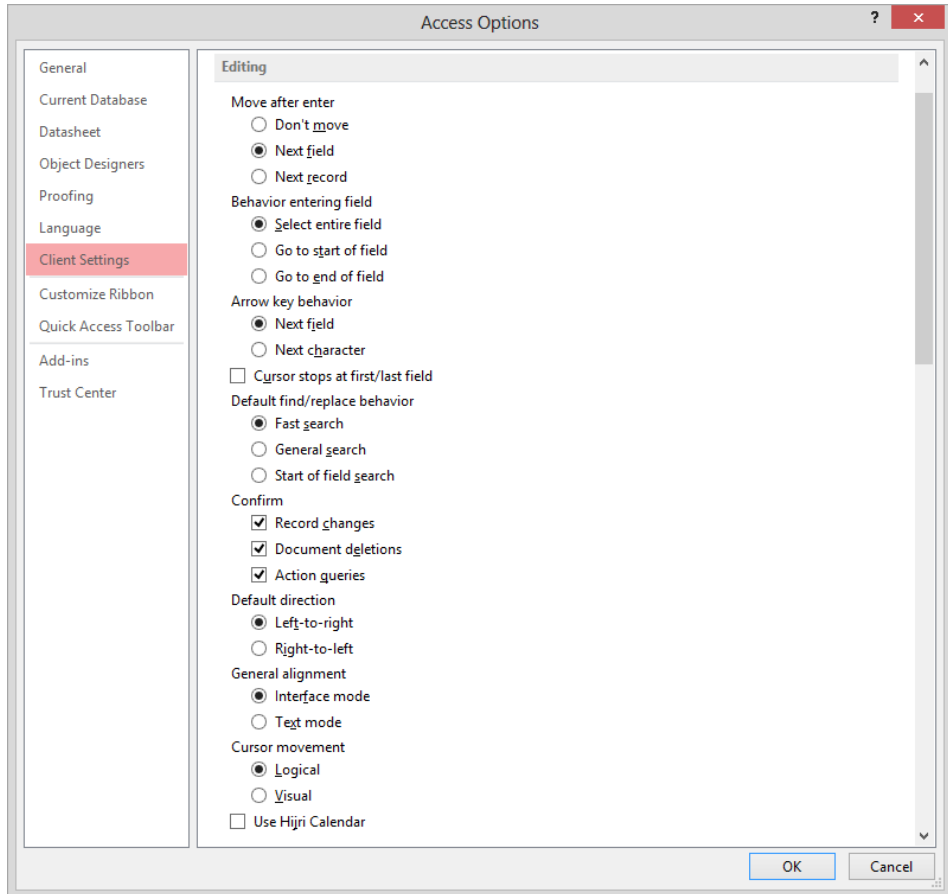 Access Options
?
General
Current Database
Datasheet
Object Designers
Proofing
Language
Client Settings
Customize Ribbon
Quick Access Toolbar
Add-ins
Trust Center
Editing
Move after enter
Don't move
Next field
Next record
Behavior entering field
Select entire field
Go to start of field
Go to end of field
Arrow key behavior
Next field
Next character
Cursor stops at first/last field
Default find/replace behavior
Fast search
General search
Start of field search
Confirm
Record changes
Document deletions
Action queries
Default direction
Left-to-right
Right-to-left
General alignment
Interface mode
Text mode
Cursor movement
Logical
Visual
Use Hijri Calendar
OK
Cancel